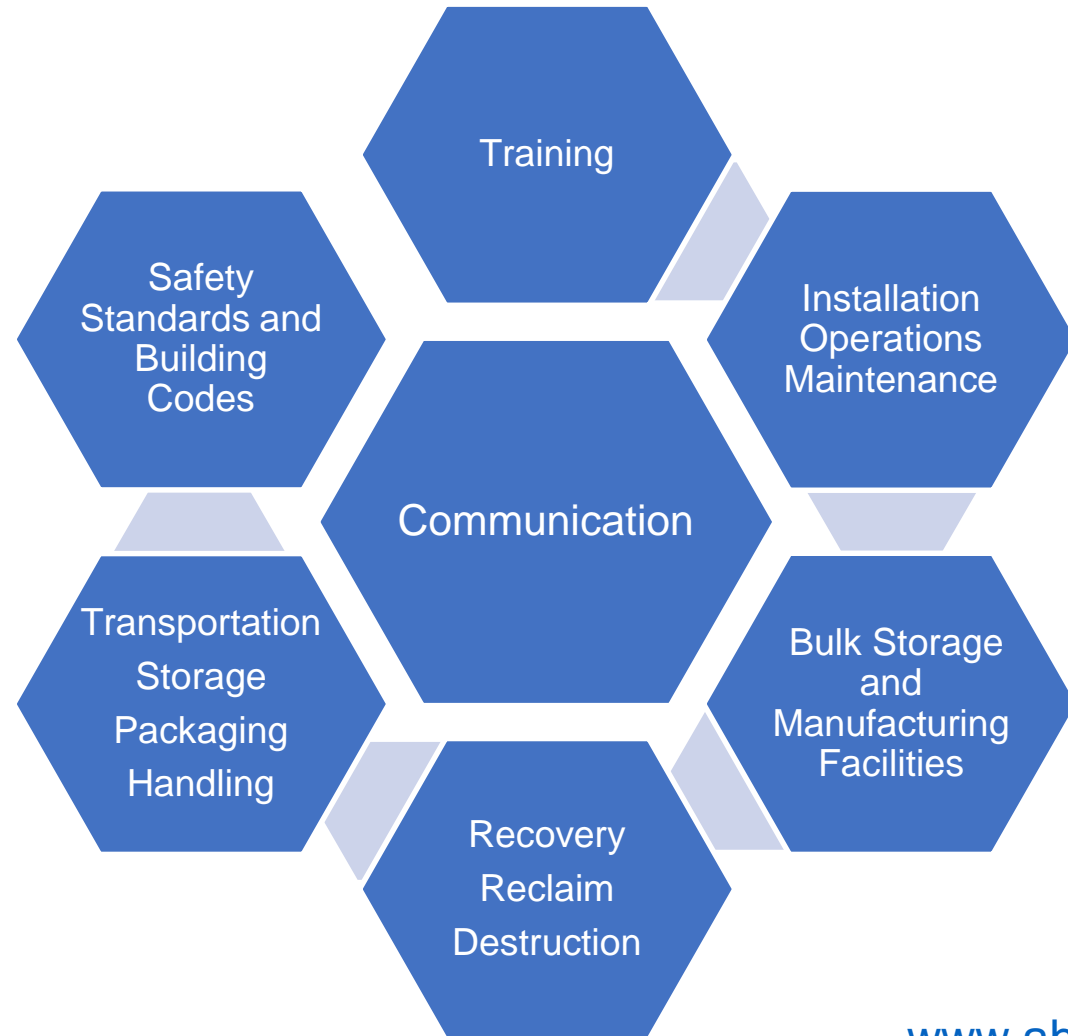 Training
Safety
Standards and
Building
Codes
Installation
Operations
Maintenance
Communication
Transportation
Storage
Packaging
Handling
Bulk Storage
and
Manufacturing
Facilities
Recovery
Reclaim
Destruction